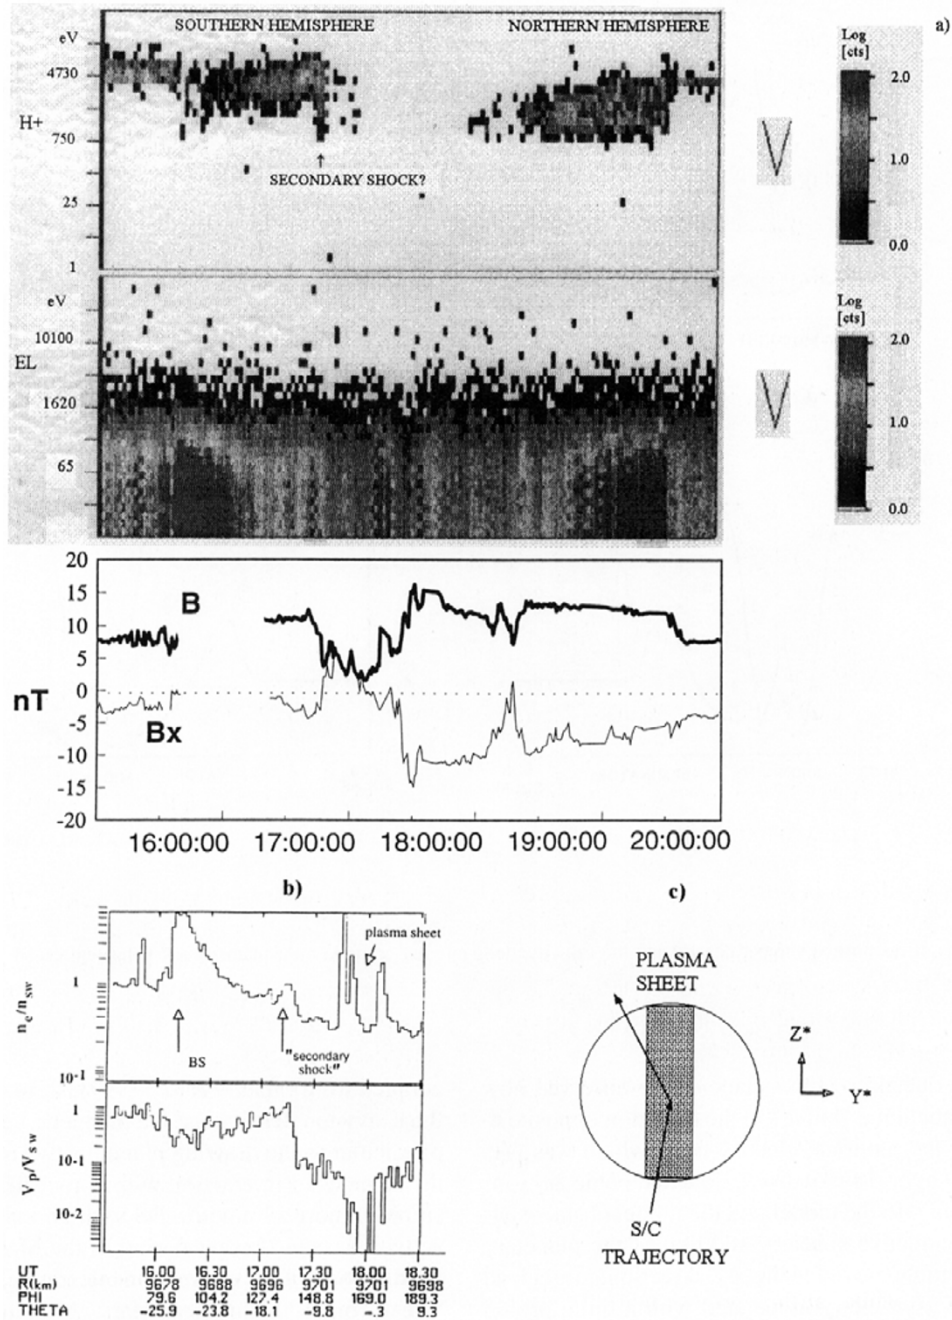 a)
SOUTHERN HEMISPHERE
NORTHERN HEMISPHERE
eV
4730
H+
750
25
1
SECONDARY SHOCK?
Log
[cts]
2.0
1.0
0.0
eV
10100
EL
1620
65
Log
[cts]
2.0
1.0
0.0
20
15
10
5
0
-5
-10
-15
-20
nT
B
Bx
16:00:00 17:00:00 18:00:00 19:00:00 20:00:00
b)
ne/nsw
1
10-1
plasma sheet
BS
"secondary
shock"
Vp/Vsw
1
10-1
10-2
UT 16.00 16.30 17.00 17.30 18.00 18.30
R(km) 9678 9688 9696 9701 9701 9698
PHI 79.6 104.2 127.4 148.8 169.0 189.3
THETA -25.9 -23.8 -18.1 -9.8 -.3 9.3
c)
PLASMA
SHEET
Z*
Y*
S/C
TRAJECTORY